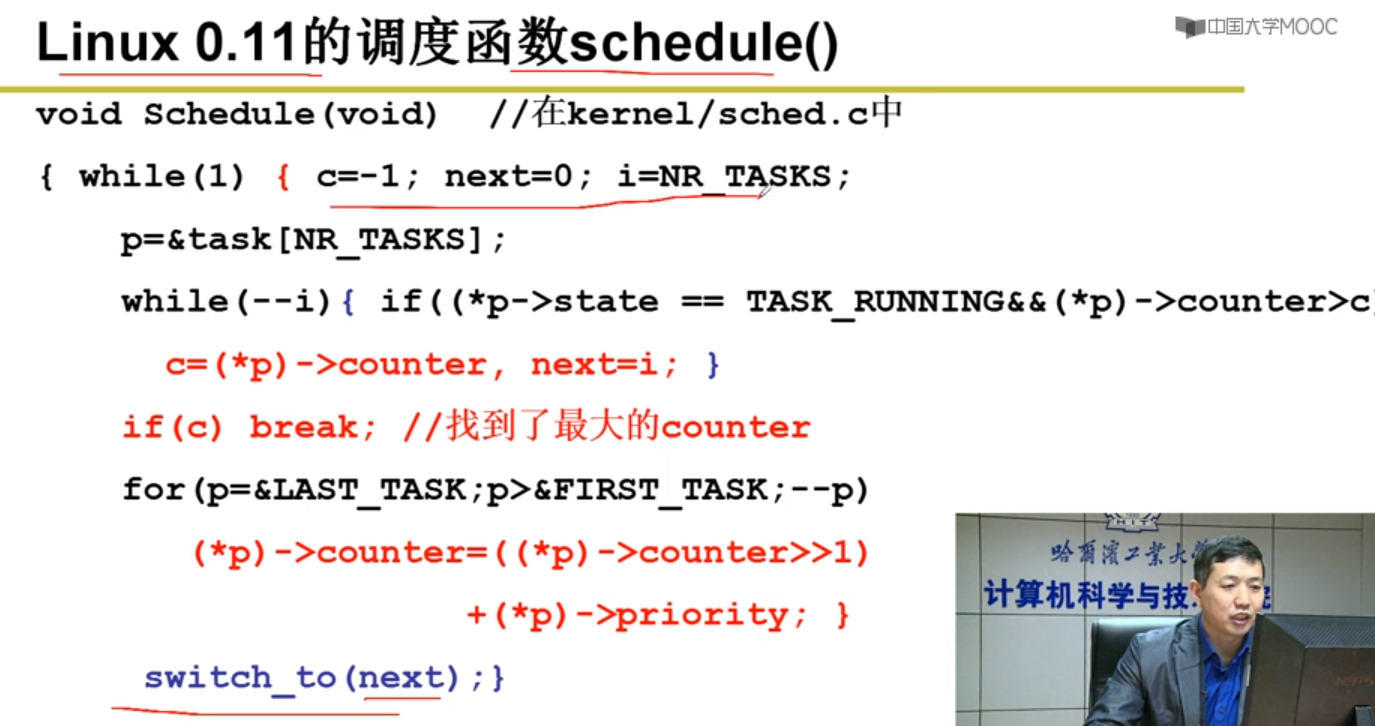 Linux 0.11的调度函数schedule()
中国大学MOOC
void Schedule(void) //在kernel/sched.c中
{ while(1) { c=-1; next=0; i=NR_TASKS;
p=&task[NR_TASKS];
while(--i){ if((*p->state == TASK_RUNNING&&(*p)->counter>c)
c=(*p)->counter, next=i; }
if(c) break; //找到了最大的counter
for(p=&LAST_TASK;p>&FIRST_TASK;--p)
(*p)->counter=((*p)->counter>>1)
+(*p)->priority; }
switch_to(next);}
HIT
哈尔滨工业大学
计算机科学与技 院